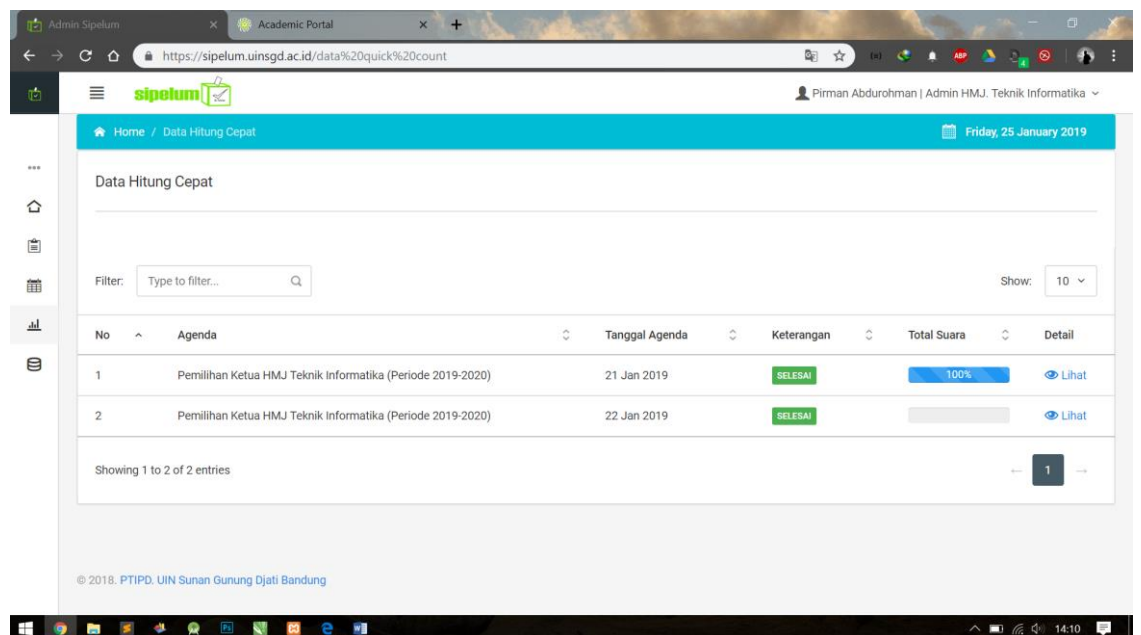 Admin Sipelum
Academic Portal
https://sipelum.uinsgd.ac.id/data%20quick%20count
ABP
4
sipelum
Pirman Abdurohman | Admin HMJ. Teknik Informatika
Home / Data Hitung Cepat
Friday, 25 January 2019
Data Hitung Cepat
Filter: Type to filter... Show: 10
No Agenda Tanggal Agenda Keterangan Total Suara Detail
1 Pemilihan Ketua HMJ Teknik Informatika (Periode 2019-2020) 21 Jan 2019 SELESAI 100% Lihat
2 Pemilihan Ketua HMJ Teknik Informatika (Periode 2019-2020) 22 Jan 2019 SELESAI Lihat
Showing 1 to 2 of 2 entries
← 1 →
© 2018. PTIPD. UIN Sunan Gunung Djati Bandung
Ps
14:10